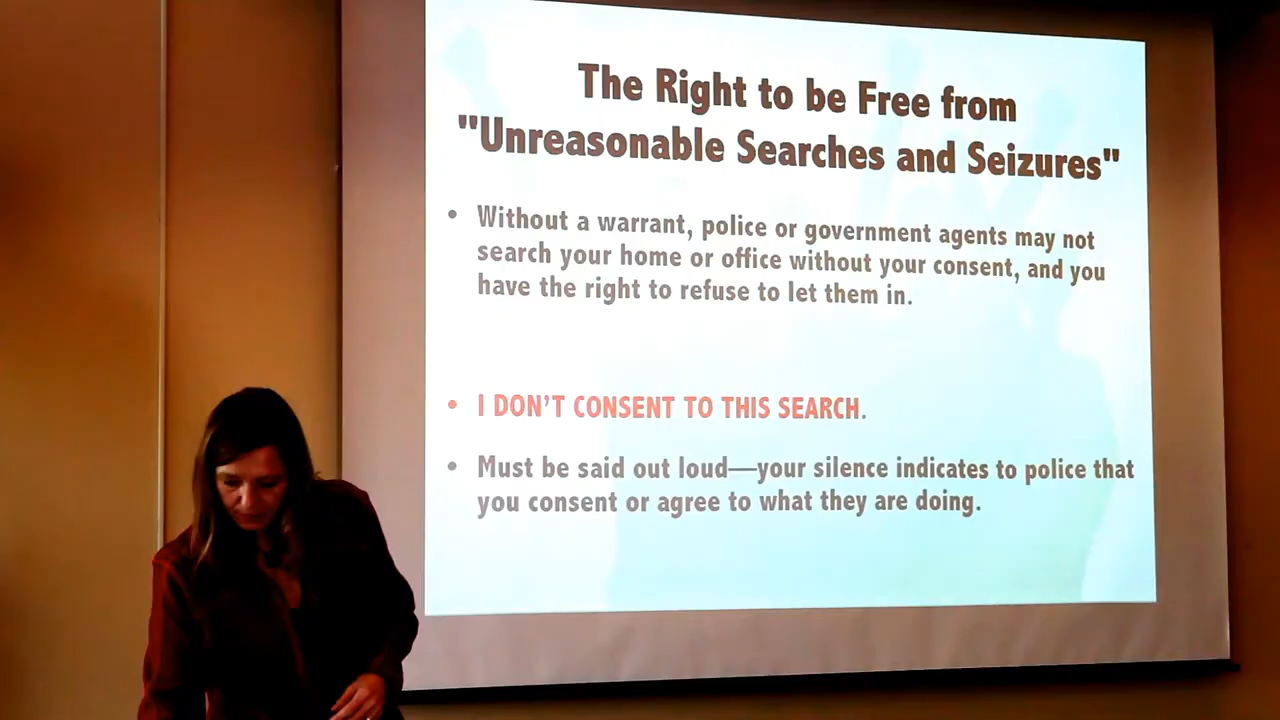 The Right to be Free from
"Unreasonable Searches and Seizures"
• Without a warrant, police or government agents may not
search your home or office without your consent, and you
have the right to refuse to let them in.
• I DON'T CONSENT TO THIS SEARCH.
• Must be said out loud—your silence indicates to police that
you consent or agree to what they are doing.